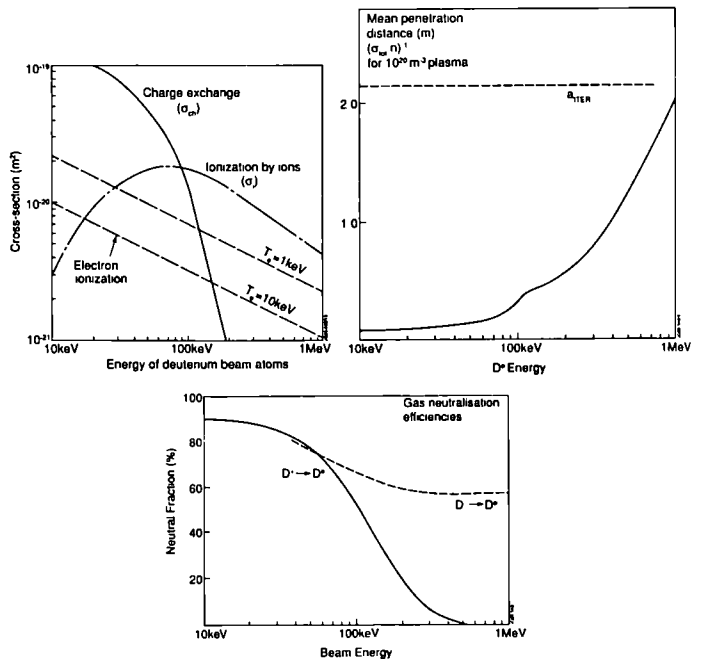 10⁻¹⁹
10⁻²⁰
10⁻²¹
Cross-section (m²)
Charge exchange
(σch)
Ionization by ions
(σi)
Electron
ionization
Te=1keV
Te=10keV
10keV
100keV
1MeV
Energy of deutenum beam atoms
Mean penetration
distance (m)
(σtot n)⁻¹
for 10²⁰ m⁻³ plasma
aITER
2 0
1 0
10keV
100keV
1MeV
D° Energy
Gas neutralisation
efficiencies
100
80
60
40
20
Neutral Fraction (%)
D⁺ → D°
D → D°
10keV
100keV
1MeV
Beam Energy